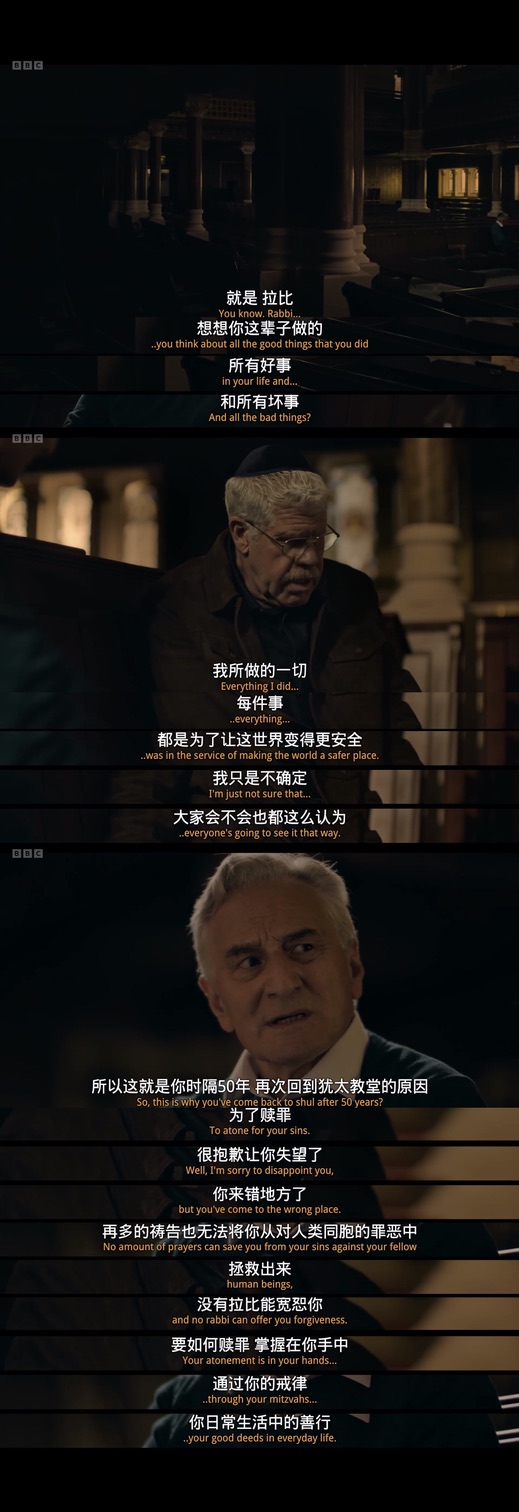 BBC
就是 拉比
You know. Rabbi...
想想你这辈子做的
..you think about all the good things that you did
所有好事
in your life and...
和所有坏事
And all the bad things?
BBC
我所做的一切
Everything I did...
每件事
..everything...
都是为了让这世界变得更安全
..was in the service of making the world a safer place.
我只是不确定
I'm just not sure that...
大家会不会也都这么认为
..everyone's going to see it that way.
BBC
所以这就是你时隔50年 再次回到犹太教堂的原因
So, this is why you've come back to shul after 50 years?
为了赎罪
To atone for your sins.
很抱歉让你失望了
Well, I'm sorry to disappoint you,
你来错地方了
but you've come to the wrong place.
再多的祷告也无法将你从对人类同胞的罪恶中
No amount of prayers can save you from your sins against your fellow
拯救出来
human beings,
没有拉比能宽恕你
and no rabbi can offer you forgiveness.
要如何赎罪 掌握在你手中
Your atonement is in your hands...
通过你的戒律
..through your mitzvahs...
你日常生活中的善行
..your good deeds in everyday life.